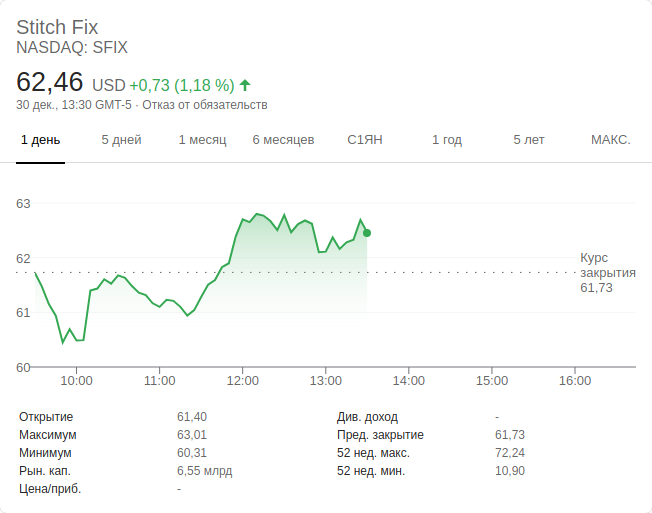 Stitch Fix
NASDAQ: SFIX
62,46 USD +0,73 (1,18 %)
30 дек., 13:30 GMT-5 · Отказ от обязательств
1 день 5 дней 1 месяц 6 месяцев С1ЯН 1 год 5 лет МАКС.
63
62
61
60
Курс
закрытия
61,73
10:00 11:00 12:00 13:00 14:00 15:00 16:00
Открытие 61,40 Див. доход -
Максимум 63,01 Пред. закрытие 61,73
Минимум 60,31 52 нед. макс. 72,24
Рын. кап. 6,55 млрд 52 нед. мин. 10,90
Цена/приб. -